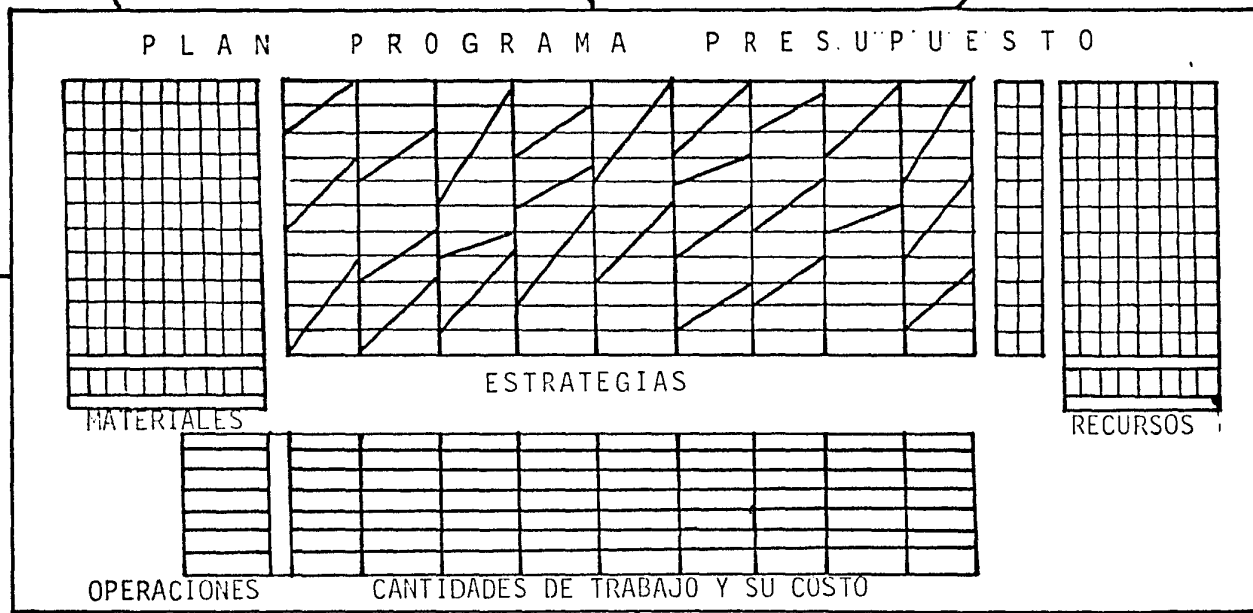 PLAN PROGRAMA PRESUPUESTO
ESTRATEGIAS
MATERIALES
RECURSOS
OPERACIONES
CANTIDADES DE TRABAJO Y SU COSTO